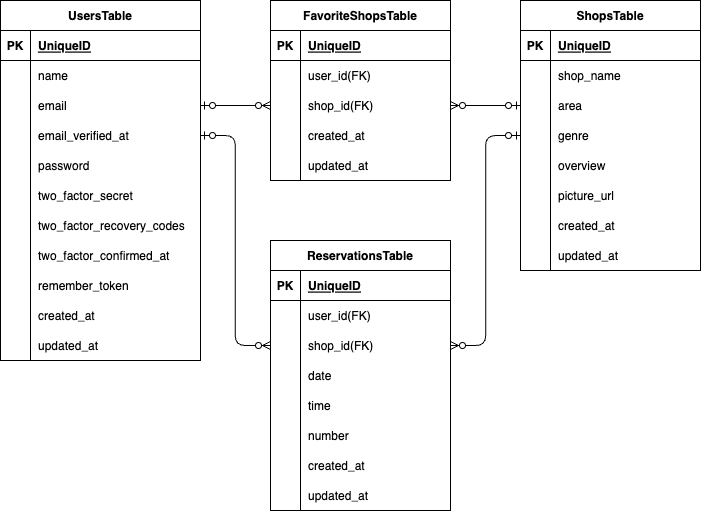 UsersTable
PK UniqueID
name
email
email_verified_at
password
two_factor_secret
two_factor_recovery_codes
two_factor_confirmed_at
remember_token
created_at
updated_at
FavoriteShopsTable
PK UniqueID
user_id(FK)
shop_id(FK)
created_at
updated_at
ShopsTable
PK UniqueID
shop_name
area
genre
overview
picture_url
created_at
updated_at
ReservationsTable
PK UniqueID
user_id(FK)
shop_id(FK)
date
time
number
created_at
updated_at